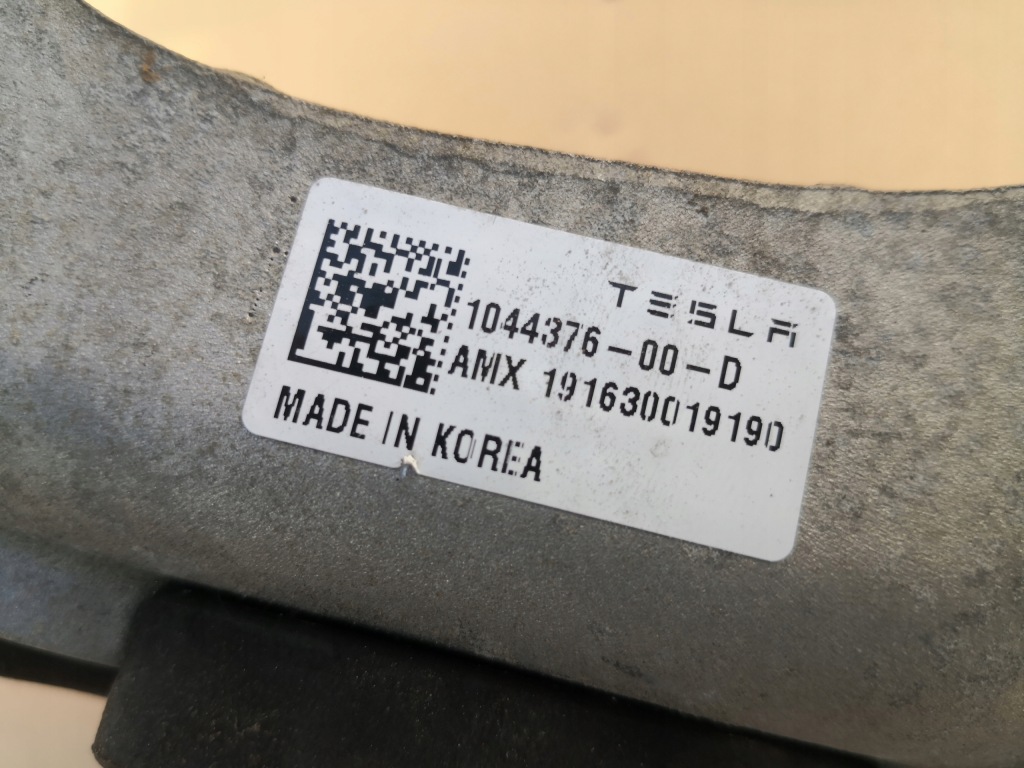 TESLA
1044376-00-D
AMX 191630019190
MADE IN KOREA